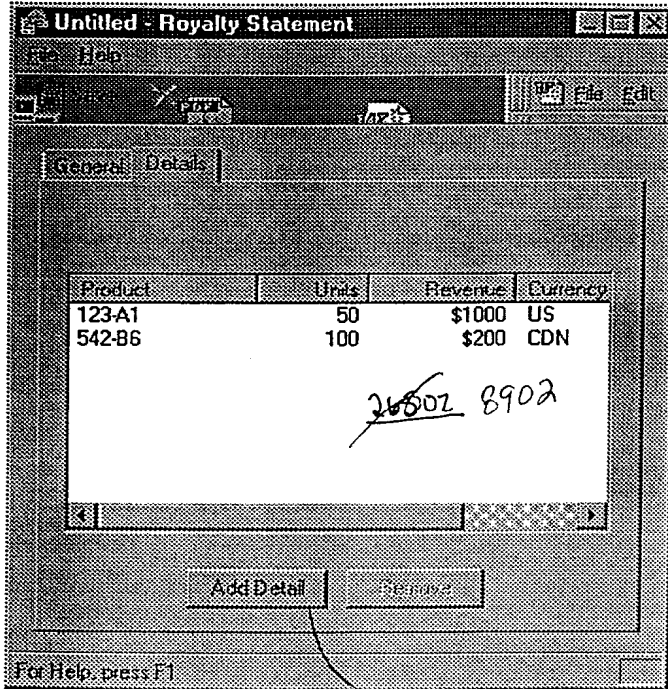 Untitled - Royalty Statement
File Help
File Edit
General Details
Product Units Revenue Currency
123-A1 50 $1000 US
542-B6 100 $200 CDN
26802 8902
Add Detail Remove
For Help, press F1